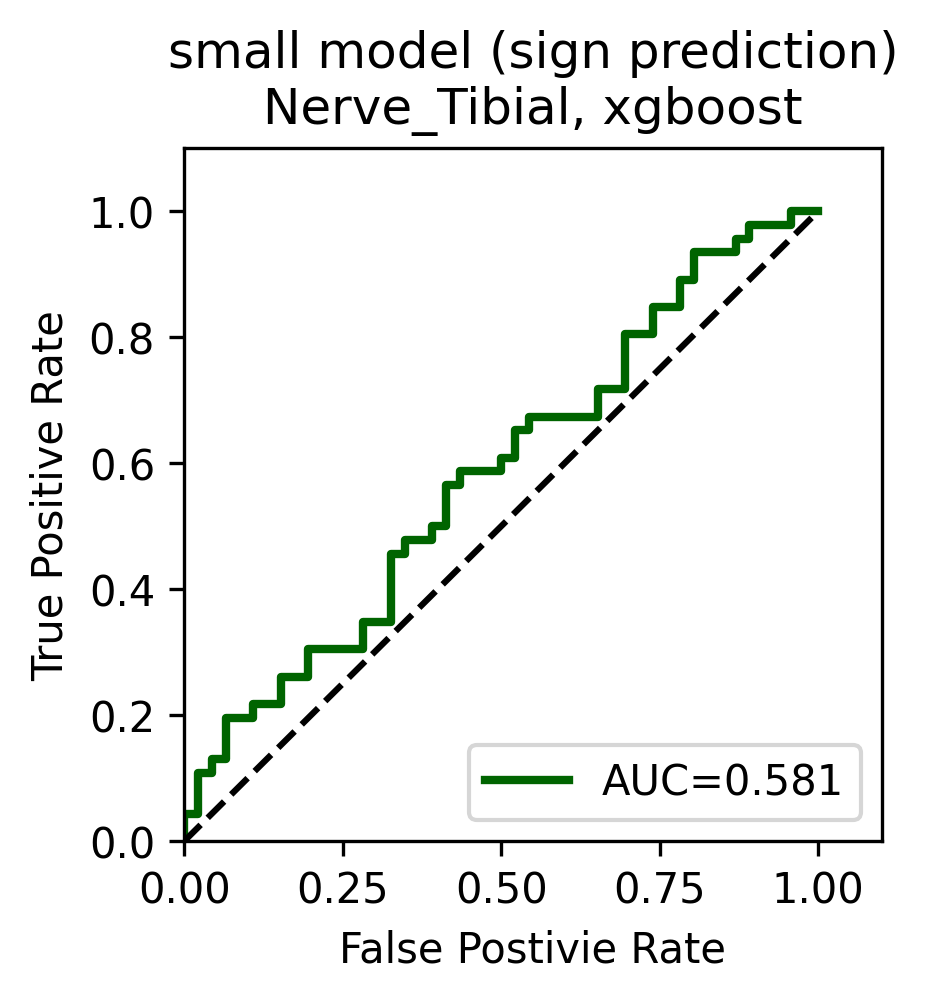 small model (sign prediction)
Nerve_Tibial, xgboost
1.0
0.8
0.6
0.4
0.2
0.0
True Positive Rate
AUC=0.581
0.00 0.25 0.50 0.75 1.00
False Postivie Rate